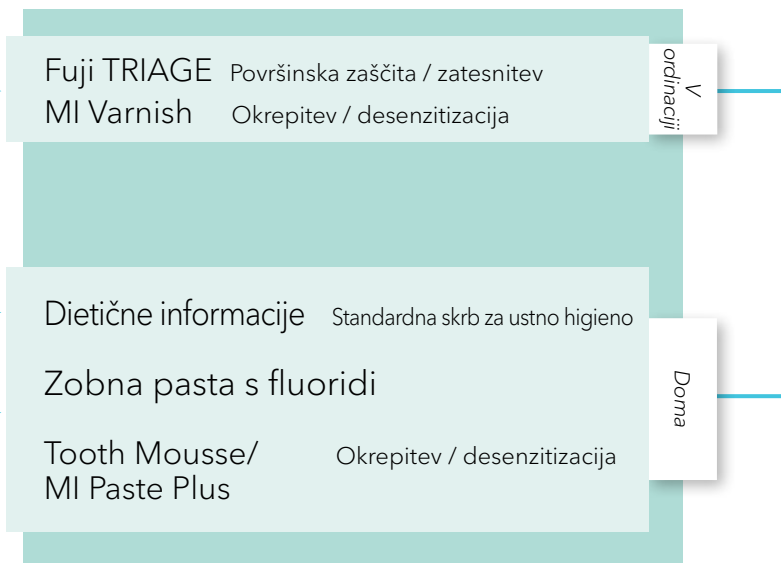 Fuji TRIAGE Površinska zaščita / zatesnitev
MI Varnish Okrepitev / desenzitizacija
V
ordinaciji
Dietične informacije Standardna skrb za ustno higieno
Zobna pasta s fluoridi
Tooth Mousse/ Okrepitev / desenzitizacija
MI Paste Plus
Doma